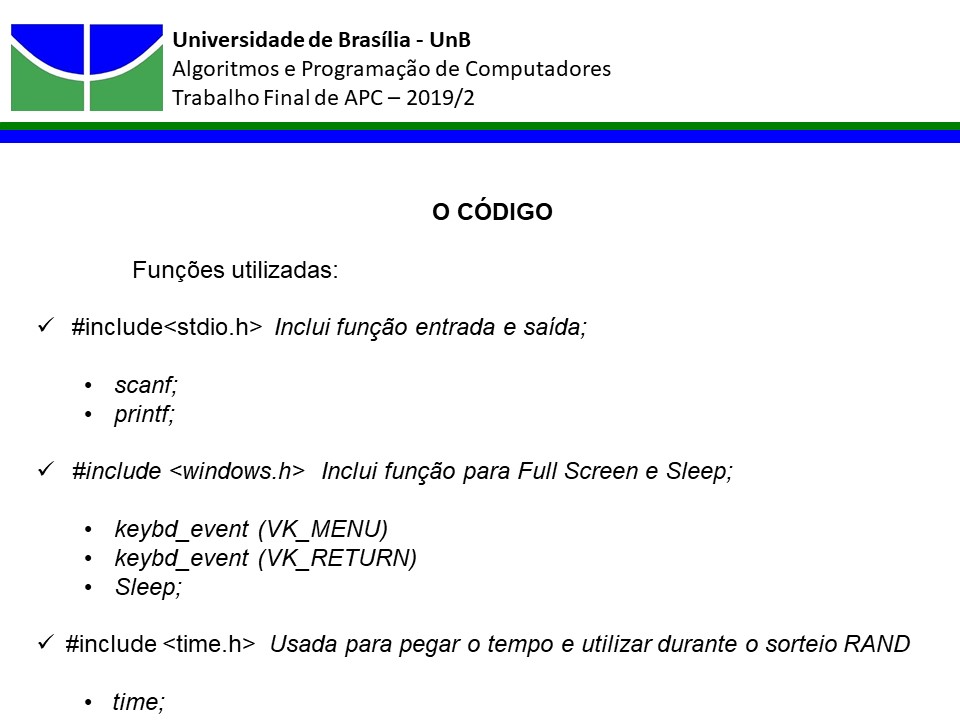 Universidade de Brasília - UnB
Algoritmos e Programação de Computadores
Trabalho Final de APC – 2019/2
O CÓDIGO
Funções utilizadas:
✓ #include<stdio.h> Inclui função entrada e saída;
• scanf;
• printf;
✓ #include <windows.h> Inclui função para Full Screen e Sleep;
• keybd_event (VK_MENU)
• keybd_event (VK_RETURN)
• Sleep;
✓ #include <time.h> Usada para pegar o tempo e utilizar durante o sorteio RAND
• time;